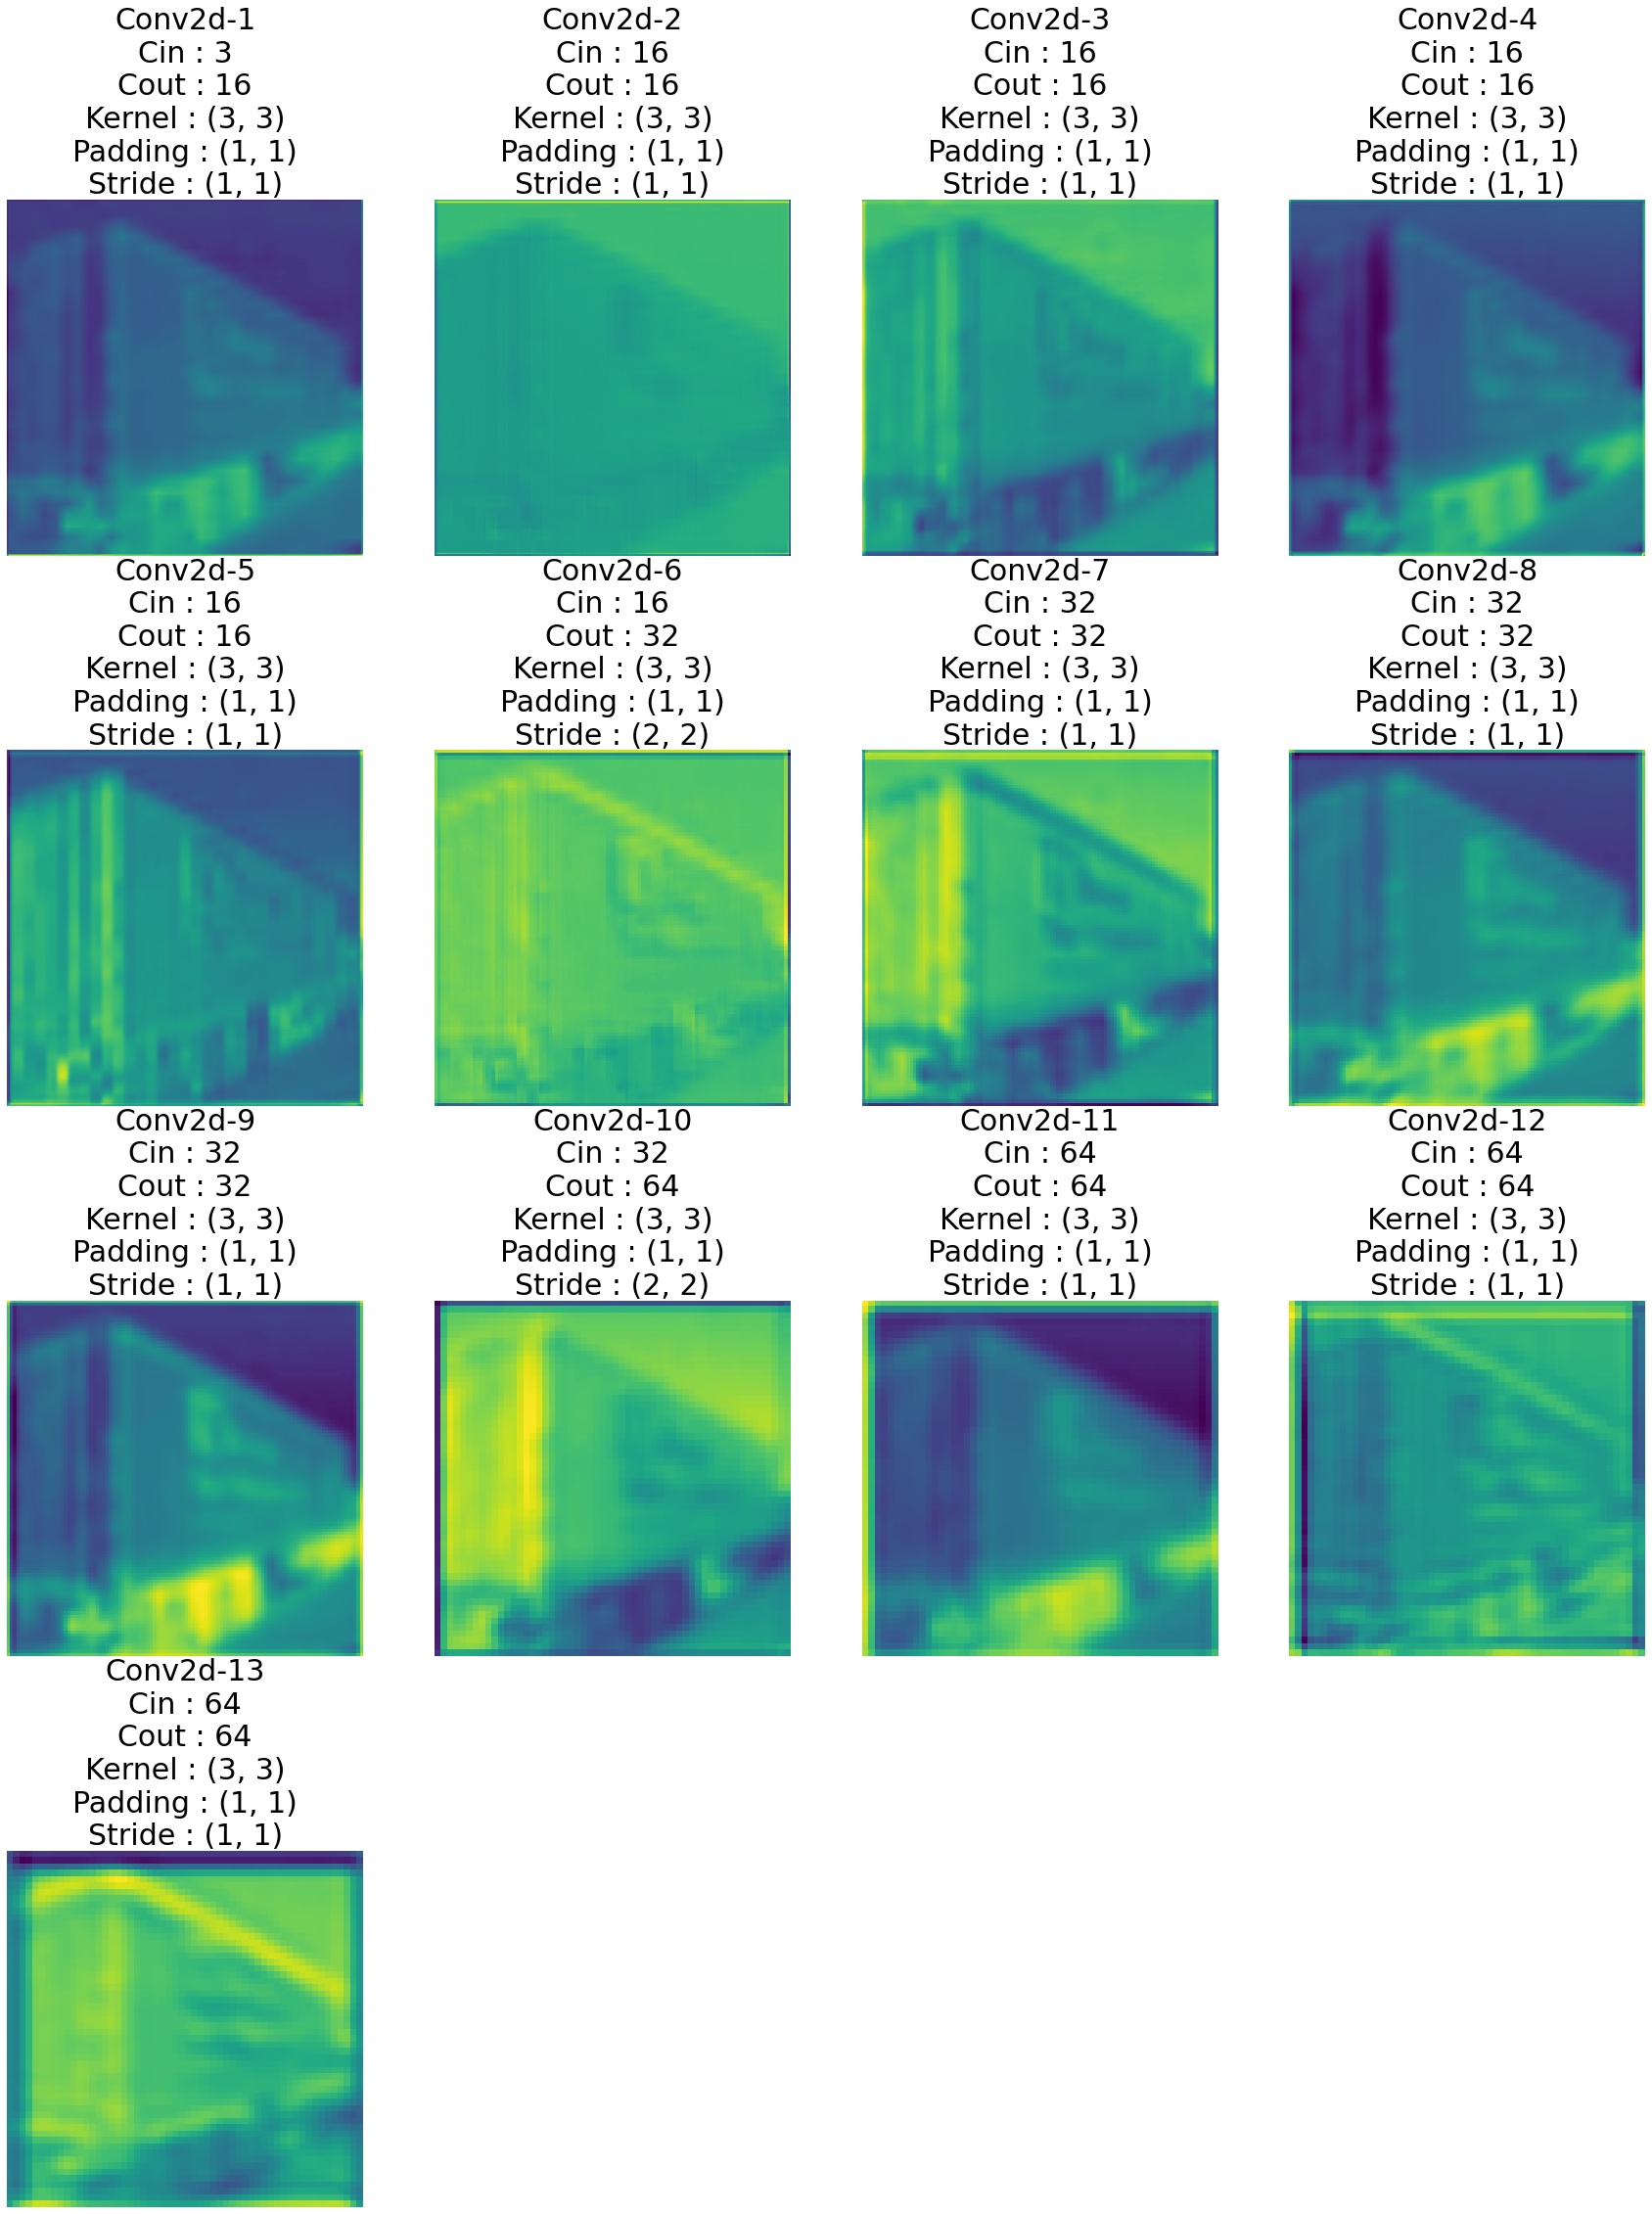 Conv2d-1
Cin : 3
Cout : 16
Kernel : (3, 3)
Padding : (1, 1)
Stride : (1, 1)
Conv2d-2
Cin : 16
Cout : 16
Kernel : (3, 3)
Padding : (1, 1)
Stride : (1, 1)
Conv2d-3
Cin : 16
Cout : 16
Kernel : (3, 3)
Padding : (1, 1)
Stride : (1, 1)
Conv2d-4
Cin : 16
Cout : 16
Kernel : (3, 3)
Padding : (1, 1)
Stride : (1, 1)
Conv2d-5
Cin : 16
Cout : 16
Kernel : (3, 3)
Padding : (1, 1)
Stride : (1, 1)
Conv2d-6
Cin : 16
Cout : 32
Kernel : (3, 3)
Padding : (1, 1)
Stride : (2, 2)
Conv2d-7
Cin : 32
Cout : 32
Kernel : (3, 3)
Padding : (1, 1)
Stride : (1, 1)
Conv2d-8
Cin : 32
Cout : 32
Kernel : (3, 3)
Padding : (1, 1)
Stride : (1, 1)
Conv2d-9
Cin : 32
Cout : 32
Kernel : (3, 3)
Padding : (1, 1)
Stride : (1, 1)
Conv2d-10
Cin : 32
Cout : 64
Kernel : (3, 3)
Padding : (1, 1)
Stride : (2, 2)
Conv2d-11
Cin : 64
Cout : 64
Kernel : (3, 3)
Padding : (1, 1)
Stride : (1, 1)
Conv2d-12
Cin : 64
Cout : 64
Kernel : (3, 3)
Padding : (1, 1)
Stride : (1, 1)
Conv2d-13
Cin : 64
Cout : 64
Kernel : (3, 3)
Padding : (1, 1)
Stride : (1, 1)